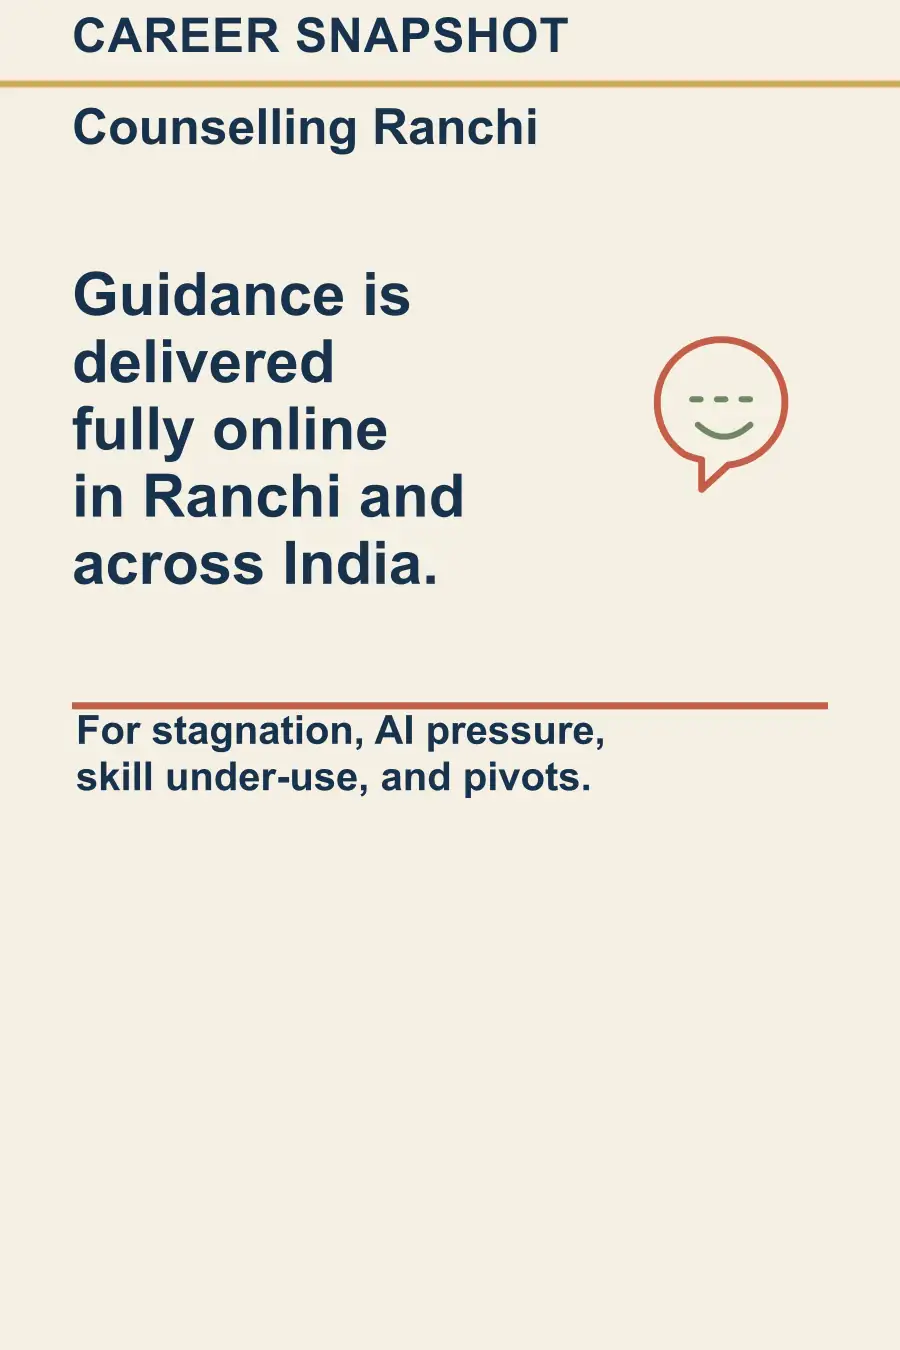 CAREER SNAPSHOT
Counselling Ranchi
Guidance is
delivered
fully online
in Ranchi and
across India.
For stagnation, AI pressure,
skill under-use, and pivots.